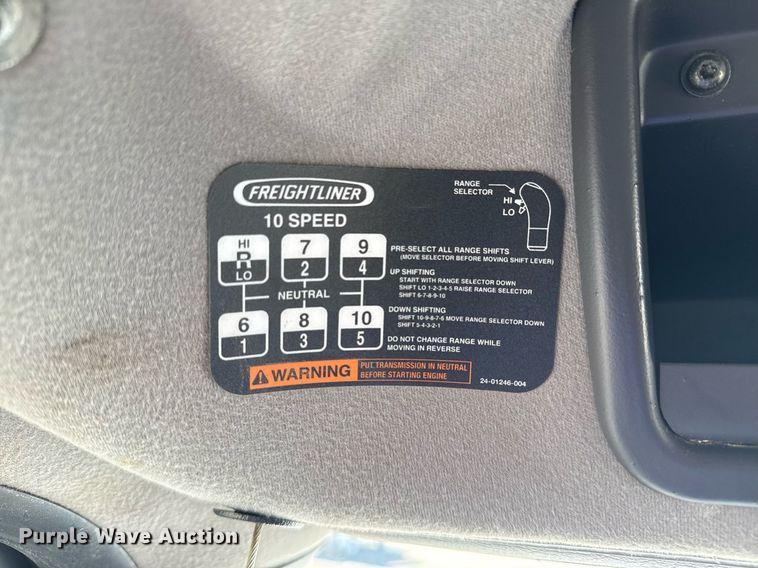 FREIGHTLINER
10 SPEED
RANGE
SELECTOR
HI
LO
HI
R
LO
7
2
9
4
NEUTRAL
6
1
8
3
10
5
PRE-SELECT ALL RANGE SHIFTS
(MOVE SELECTOR BEFORE MOVING SHIFT LEVER)
UP SHIFTING
START WITH RANGE SELECTOR DOWN
SHIFT LO 1-2-3-4-5 RAISE RANGE SELECTOR
SHIFT 6-7-8-9-10
DOWN SHIFTING
SHIFT 10-9-8-7-6 MOVE RANGE SELECTOR DOWN
SHIFT 5-4-3-2-1
DO NOT CHANGE RANGE WHILE
MOVING IN REVERSE
WARNING
PUT TRANSMISSION IN NEUTRAL
BEFORE STARTING ENGINE
24-01246-004
Purple Wave Auction